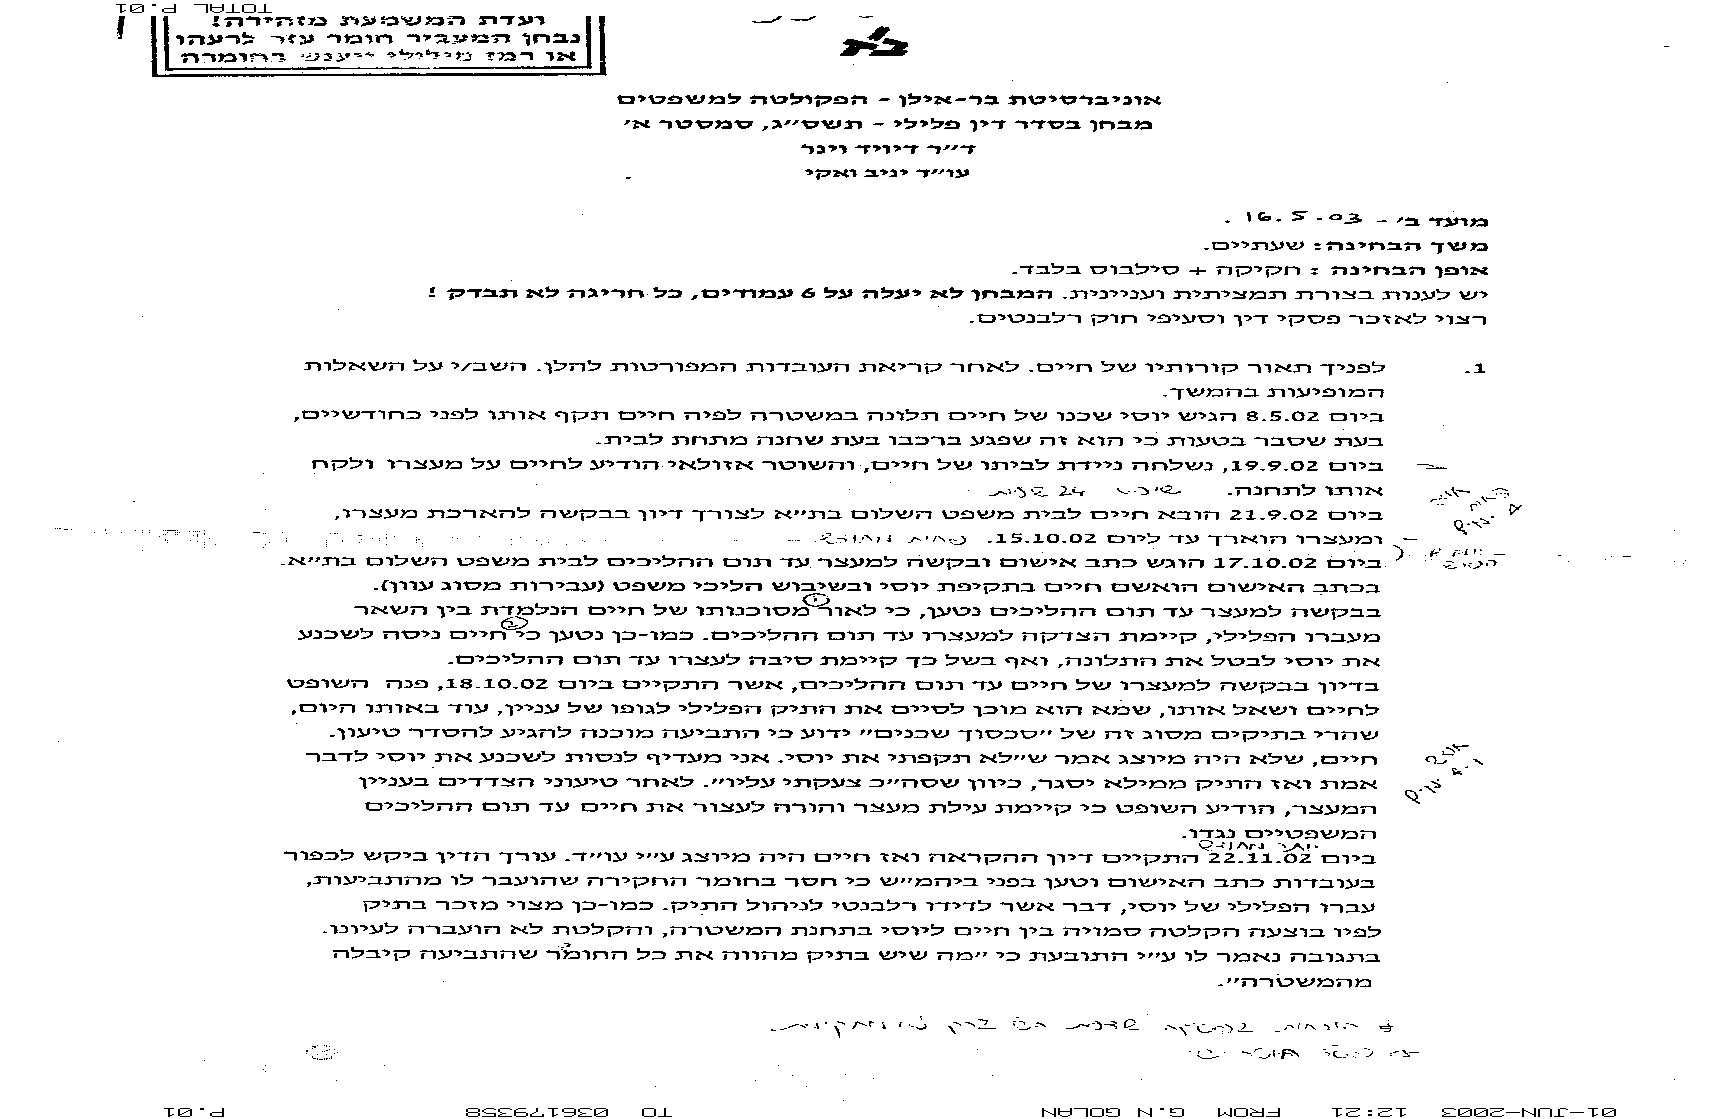 TOTAL P.01
ועדת המשמעת מזהירה!
נבחן המעביר חומר עזר לרעהו
או רמז מילולי ייענש בחומרה
אוניברסיטת בר-אילן - הפקולטה למשפטים
מבחן בסדר דין פלילי - תשס״ג, סמסטר א׳
ד״ר דיויד וינר
עו״ד יניב ואקי
מועד ב׳ - 16.5.03.
משך הבחינה: שעתיים.
אופן הבחינה: חקיקה + סילבוס בלבד.
יש לענות בצורת תמציתית ועניינית. המבחן לא יעלה על 6 עמודים, כל חריגה לא תבדק!
רצוי לאזכר פסקי דין וסעיפי חוק רלבנטים.
1. לפניך תאור קורותיו של חיים. לאחר קריאת העובדות המפורטות להלן. השב/י על השאלות
המופיעות בהמשך.
ביום 8.5.02 הגיש יוסי שכנו של חיים תלונה במשטרה לפיה חיים תקף אותו לפני כחודשיים,
בעת שסבר בטעות כי הוא זה שפגע ברכבו בעת שחנה מתחת לבית.
ביום 19.9.02, נשלחה ניידת לביתו של חיים, והשוטר אזולאי הודיע לחיים על מעצרו ולקח
אותו לתחנה.
ביום 21.9.02 הובא חיים לבית משפט השלום בת״א לצורך דיון בבקשה להארכת מעצרו,
ומעצרו הוארך עד ליום 15.10.02.
ביום 17.10.02 הוגש כתב אישום ובקשה למעצר עד תום ההליכים לבית משפט השלום בת״א.
בכתב האישום הואשם חיים בתקיפת יוסי ובשיבוש הליכי משפט (עבירות מסוג עוון).
בבקשה למעצר עד תום ההליכים נטען, כי לאור מסוכנותו של חיים הנלמדת בין השאר
מעברו הפלילי, קיימת הצדקה למעצרו עד תום ההליכים. כמו-כן נטען כי חיים ניסה לשכנע
את יוסי לבטל את התלונה, ואף בשל כך קיימת סיבה לעצרו עד תום ההליכים.
בדיון בבקשה למעצרו של חיים עד תום ההליכים, אשר התקיים ביום 18.10.02, פנה השופט
לחיים ושאל אותו, שמא הוא מוכן לסיים את התיק הפלילי לגופו של עניין, עוד באותו היום,
שהרי בתיקים מסוג זה של ״סכסוך שכנים״ ידוע כי התביעה מוכנה להגיע להסדר טיעון.
חיים, שלא היה מיוצג אמר ש״לא תקפתי את יוסי. אני מעדיף לנסות לשכנע את יוסי לדבר
אמת ואז התיק ממילא יסגר, כיוון שסה״כ צעקתי עליו״. לאחר טיעוני הצדדים בעניין
המעצר, הודיע השופט כי קיימת עילת מעצר והורה לעצור את חיים עד תום ההליכים
המשפטיים נגדו.
ביום 22.11.02 התקיים דיון ההקראה ואז חיים היה מיוצג ע״י עו״ד. עורך הדין ביקש לכפור
בעובדות כתב האישום וטען בפני ביהמ״ש כי חסר בחומר החקירה שהועבר לו מהתביעות,
עברו הפלילי של יוסי, דבר אשר לדידו רלבנטי לניהול התיק. כמו-כן מצוי מזכר בתיק
לפיו בוצעה הקלטה סמויה בין חיים ליוסי בתחנת המשטרה, והקלטת לא הועברה לעיונו.
בתגובה נאמר לו ע״י התובעת כי ״מה שיש בתיק מהווה את כל החומר שהתביעה קיבלה
מהמשטרה״.
01-JUN-2003 12:21 FROM G.N GOLAN TO 036179358 P.01